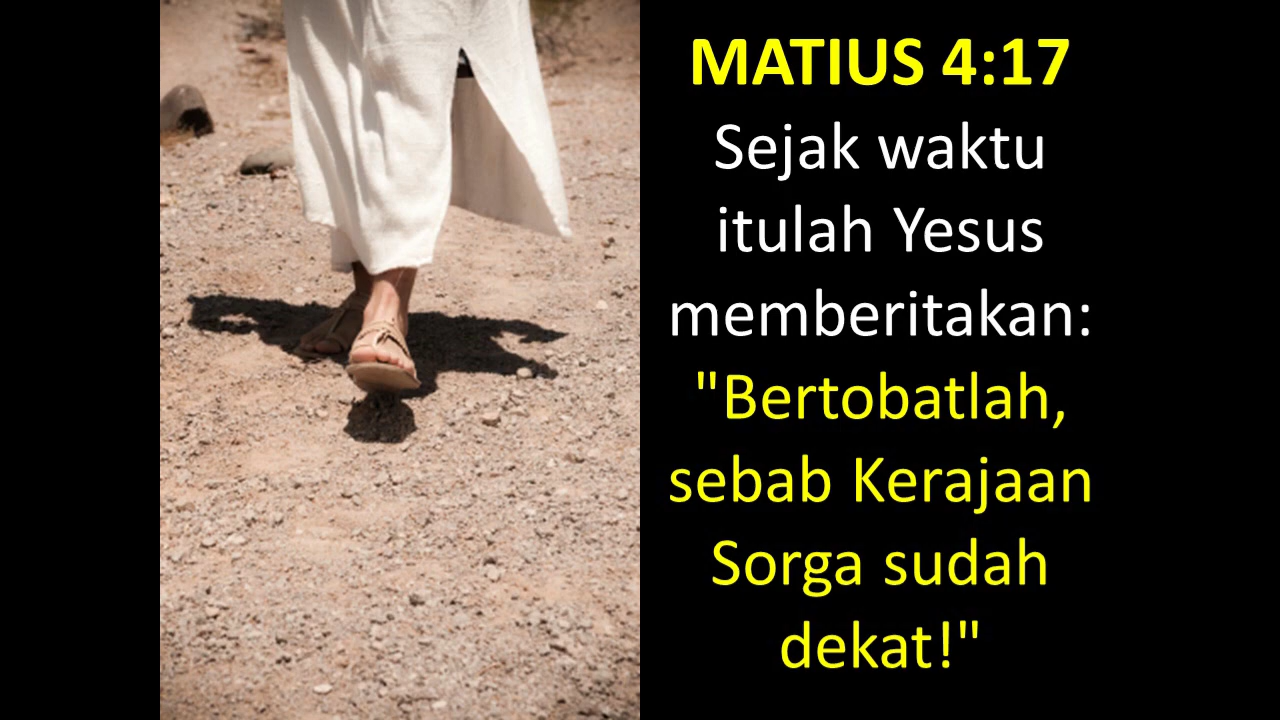 MATIUS 4:17
Sejak waktu
itulah Yesus
memberitakan:
"Bertobatlah,
sebab Kerajaan
Sorga sudah
dekat!"